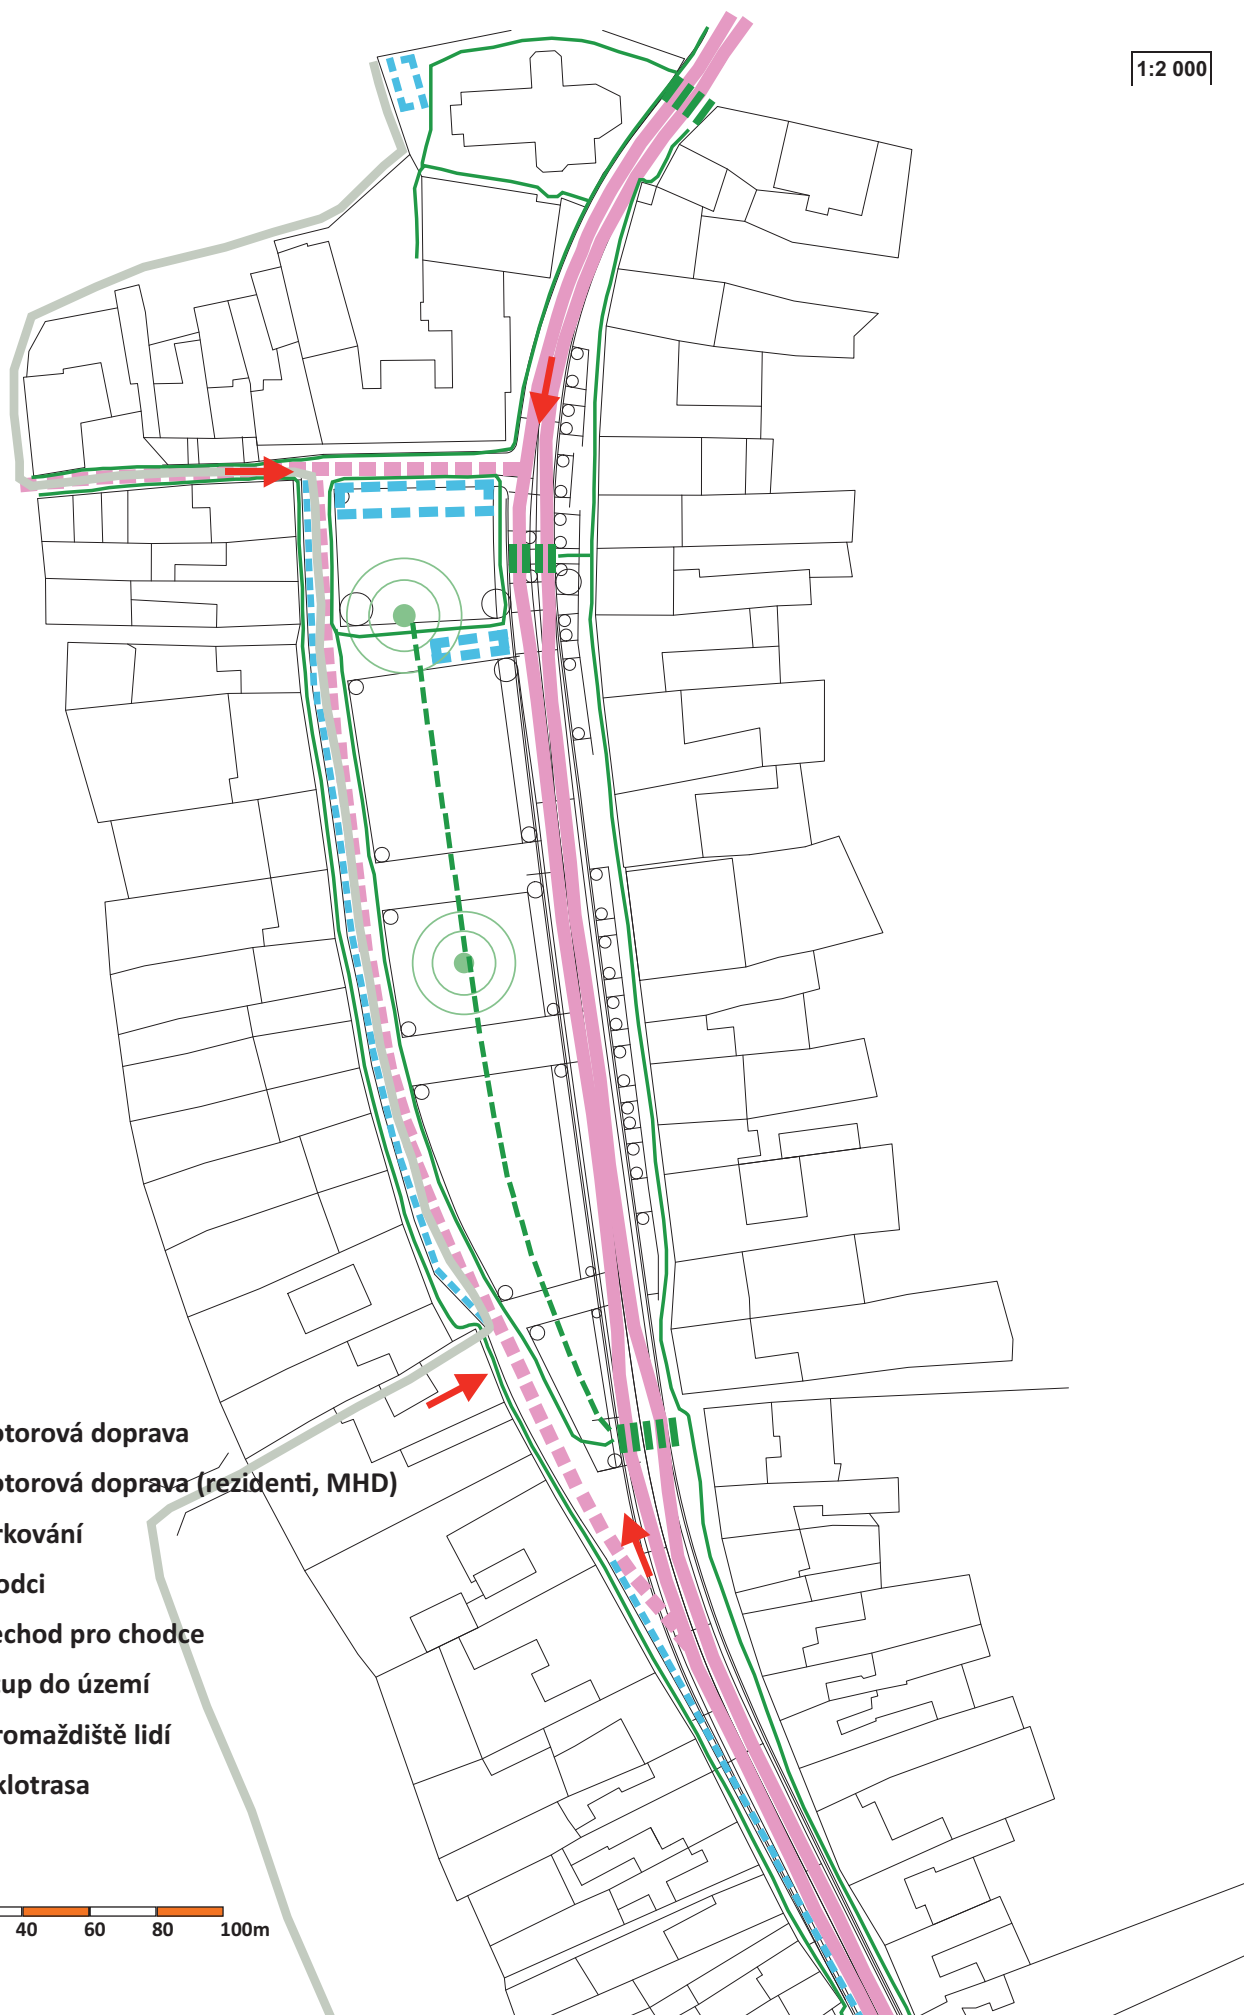 1:2 000
otorová doprava
otorová doprava (rezidenti, MHD)
rkování
odci
echod pro chodce
tup do území
romaždiště lidí
klotrasa
40 60 80 100m